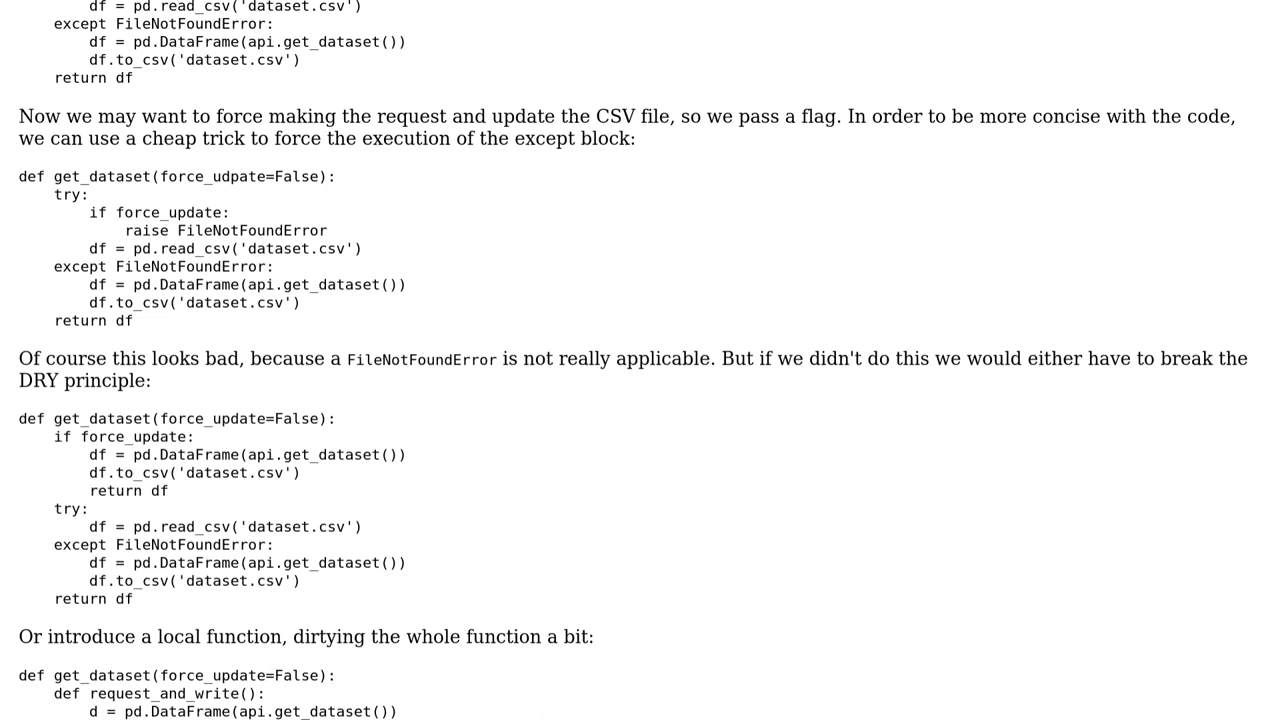 df = pd.read_csv('dataset.csv')
    except FileNotFoundError:
        df = pd.DataFrame(api.get_dataset())
        df.to_csv('dataset.csv')
    return df
Now we may want to force making the request and update the CSV file, so we pass a flag. In order to be more concise with the code,
we can use a cheap trick to force the execution of the except block:
def get_dataset(force_udpate=False):
    try:
        if force_update:
            raise FileNotFoundError
        df = pd.read_csv('dataset.csv')
    except FileNotFoundError:
        df = pd.DataFrame(api.get_dataset())
        df.to_csv('dataset.csv')
    return df
Of course this looks bad, because a FileNotFoundError is not really applicable. But if we didn't do this we would either have to break the
DRY principle:
def get_dataset(force_update=False):
    if force_update:
        df = pd.DataFrame(api.get_dataset())
        df.to_csv('dataset.csv')
        return df
    try:
        df = pd.read_csv('dataset.csv')
    except FileNotFoundError:
        df = pd.DataFrame(api.get_dataset())
        df.to_csv('dataset.csv')
    return df
Or introduce a local function, dirtying the whole function a bit:
def get_dataset(force_update=False):
    def request_and_write():
        d = pd.DataFrame(api.get_dataset())